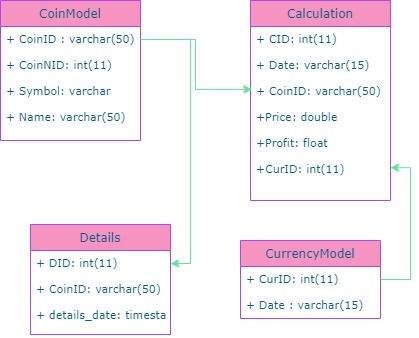 CoinModel
+ CoinID : varchar(50)
+ CoinNID: int(11)
+ Symbol: varchar
+ Name: varchar(50)
Calculation
+ CID: int(11)
+ Date: varchar(15)
+ CoinID: varchar(50)
+Price: double
+Profit: float
+CurID: int(11)
Details
+ DID: int(11)
+ CoinID: varchar(50)
+ details_date: timesta
CurrencyModel
+ CurID: int(11)
+ Date : varchar(15)